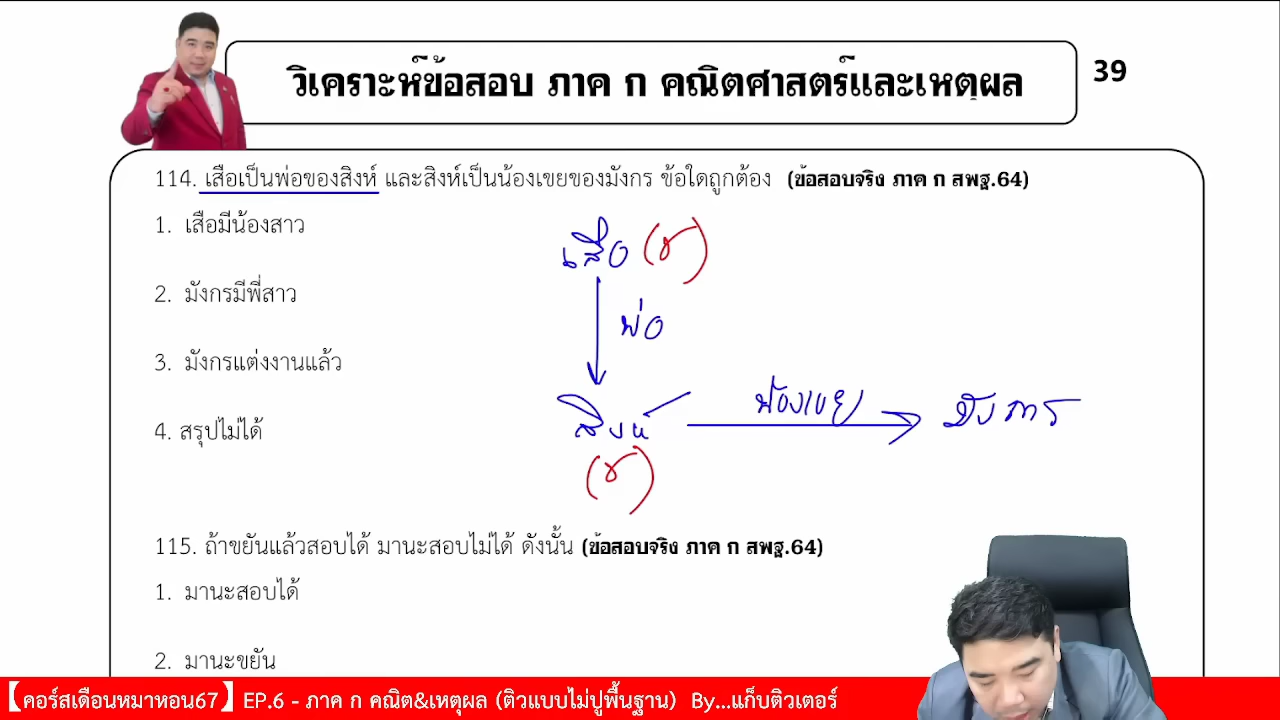 วิเคราะห์ข้อสอบ ภาค ก คณิตศาสตร์และเหตุผล
39
114. เสือเป็นพ่อของสิงห์ และสิงห์เป็นน้องเขยของมังกร ข้อใดถูกต้อง (ข้อสอบจริง ภาค ก สพฐ.64)
1. เสือมีน้องสาว
เสือ (ช)
2. มังกรมีพี่สาว
พ่อ
3. มังกรแต่งงานแล้ว
น้องเขย
สิงห์
มังกร
4. สรุปไม่ได้
(ช)
115. ถ้าขยันแล้วสอบได้ มานะสอบไม่ได้ ดังนั้น (ข้อสอบจริง ภาค ก สพฐ.64)
1. มานะสอบได้
2. มานะขยัน
【คอร์สเดือนหมาหอน67】 EP.6 - ภาค ก คณิต&เหตุผล (ติวแบบไม่ปูพื้นฐาน) By...แก็บติวเตอร์